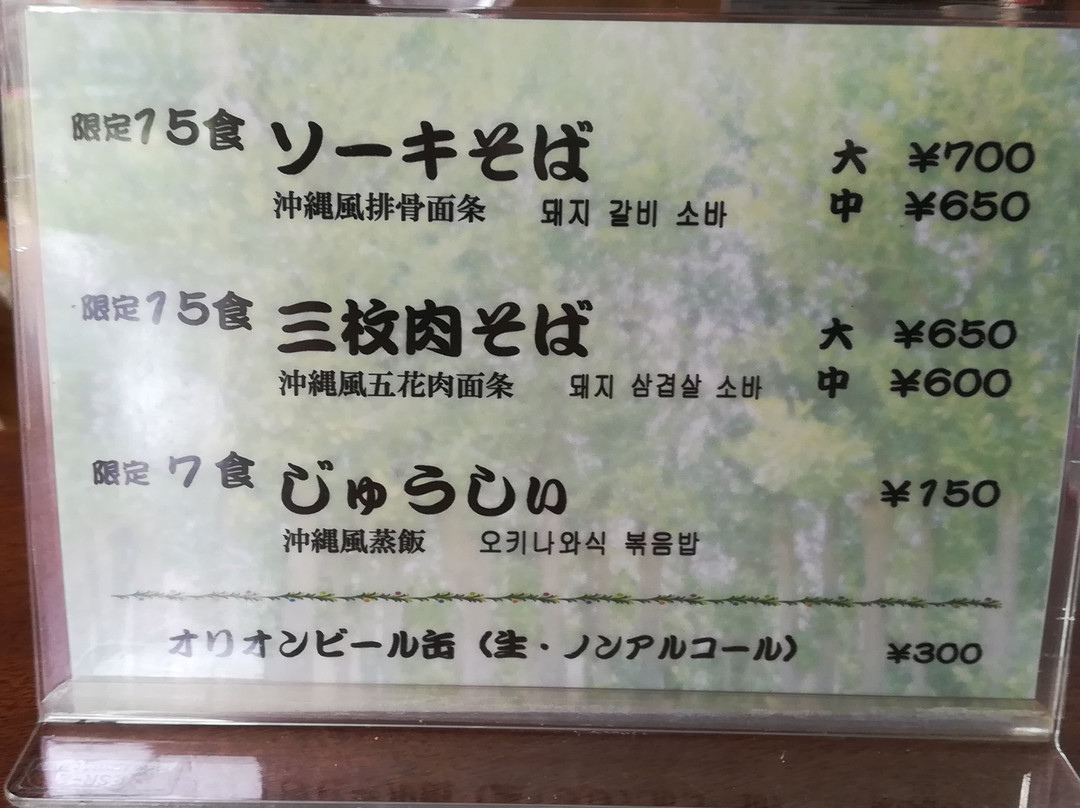 限定15食 ソーキそば 大 ¥700
沖縄風排骨面条 돼지 갈비 소바 中 ¥650
限定15食 三枚肉そば 大 ¥650
沖縄風五花肉面条 돼지 삼겹살 소바 中 ¥600
限定 7食 じゅうしぃ ¥150
沖縄風蒸飯 오키나와식 볶음밥
オリオンビール缶（生・ノンアルコール） ¥300